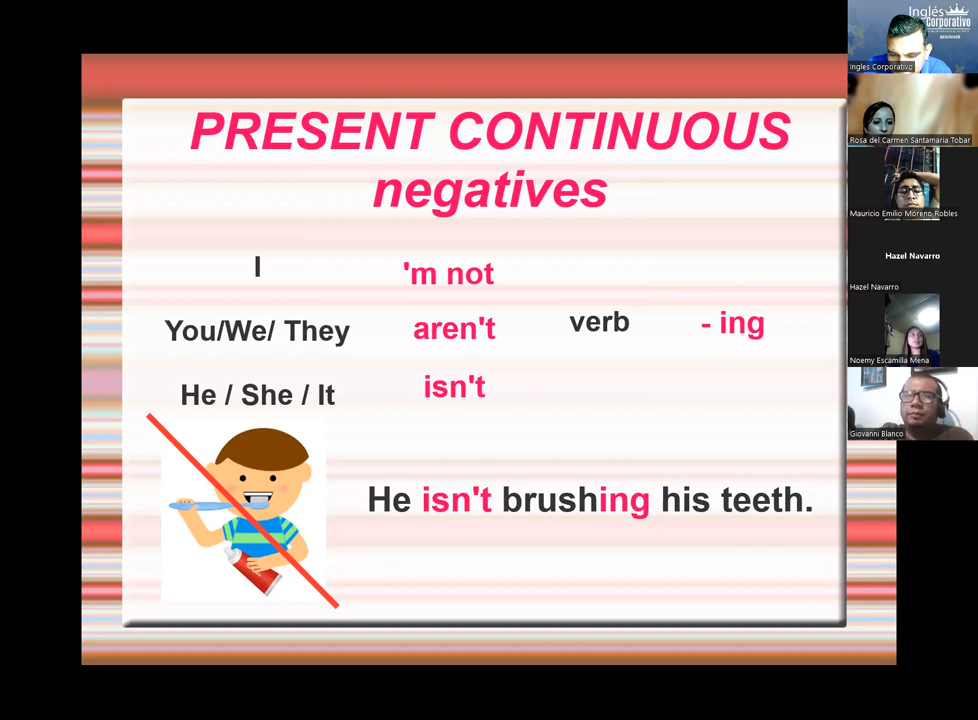 PRESENT CONTINUOUS
negatives
I
'm not
You/We/ They
aren't
verb
- ing
He / She / It
isn't
He isn't brushing his teeth.
Inglés
Corporativo
BEGINNER
Ingles Corporativo
Rosa del Carmen Santamaria Tobar
Mauricio Emilio Moreno Robles
Hazel Navarro
Hazel Navarro
Noemy Escamilla Mena
Giovanni Blanco